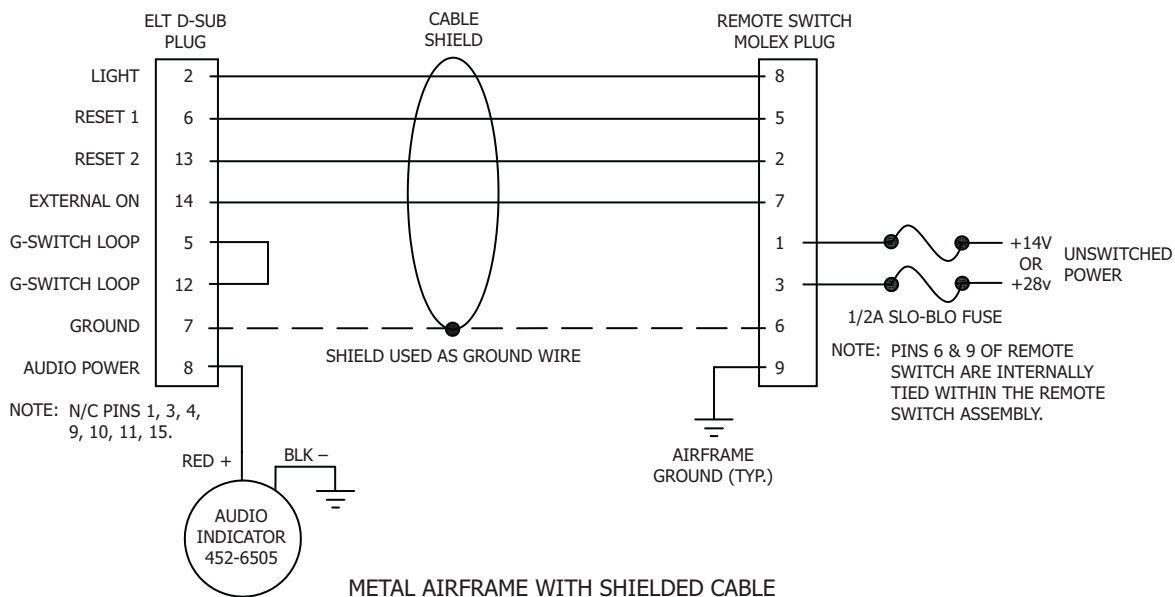 ELT D-SUB
PLUG
CABLE
SHIELD
REMOTE SWITCH
MOLEX PLUG
LIGHT 2 8
RESET 1 6 5
RESET 2 13 2
EXTERNAL ON 14 7
G-SWITCH LOOP 5 1
G-SWITCH LOOP 12 3
+14V
OR
+28v
UNSWITCHED
POWER
1/2A SLO-BLO FUSE
GROUND 7 6
SHIELD USED AS GROUND WIRE
AUDIO POWER 8 9
NOTE: PINS 6 & 9 OF REMOTE
SWITCH ARE INTERNALLY
TIED WITHIN THE REMOTE
SWITCH ASSEMBLY.
NOTE: N/C PINS 1, 3, 4,
9, 10, 11, 15.
RED +
BLK –
AIRFRAME
GROUND (TYP.)
AUDIO
INDICATOR
452-6505
METAL AIRFRAME WITH SHIELDED CABLE